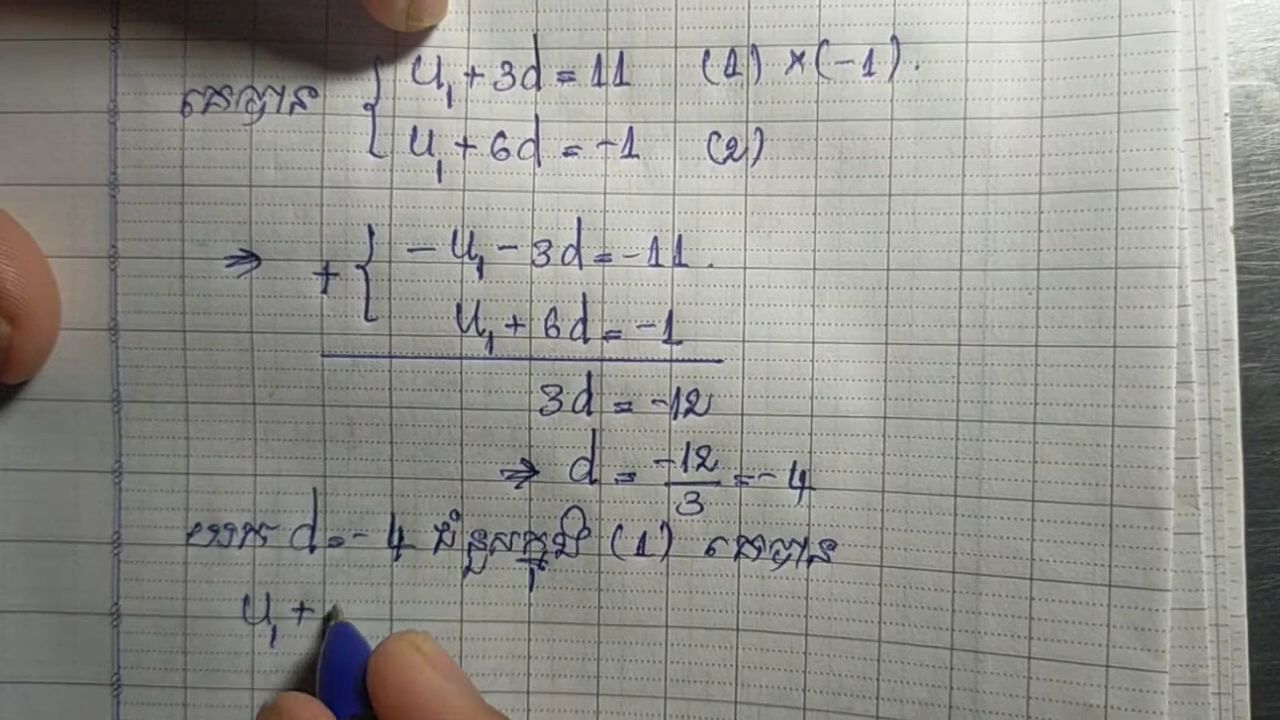 គេបាន { U₁ + 3d = 11 (1) × (-1).
U₁ + 6d = -1 (2)
⇒ + { - U₁ - 3d = -11.
U₁ + 6d = -1
3d = -12
⇒ d = -12/3 = -4
យក d = -4 ជំនួសក្នុង (1) គេបាន
U₁ +